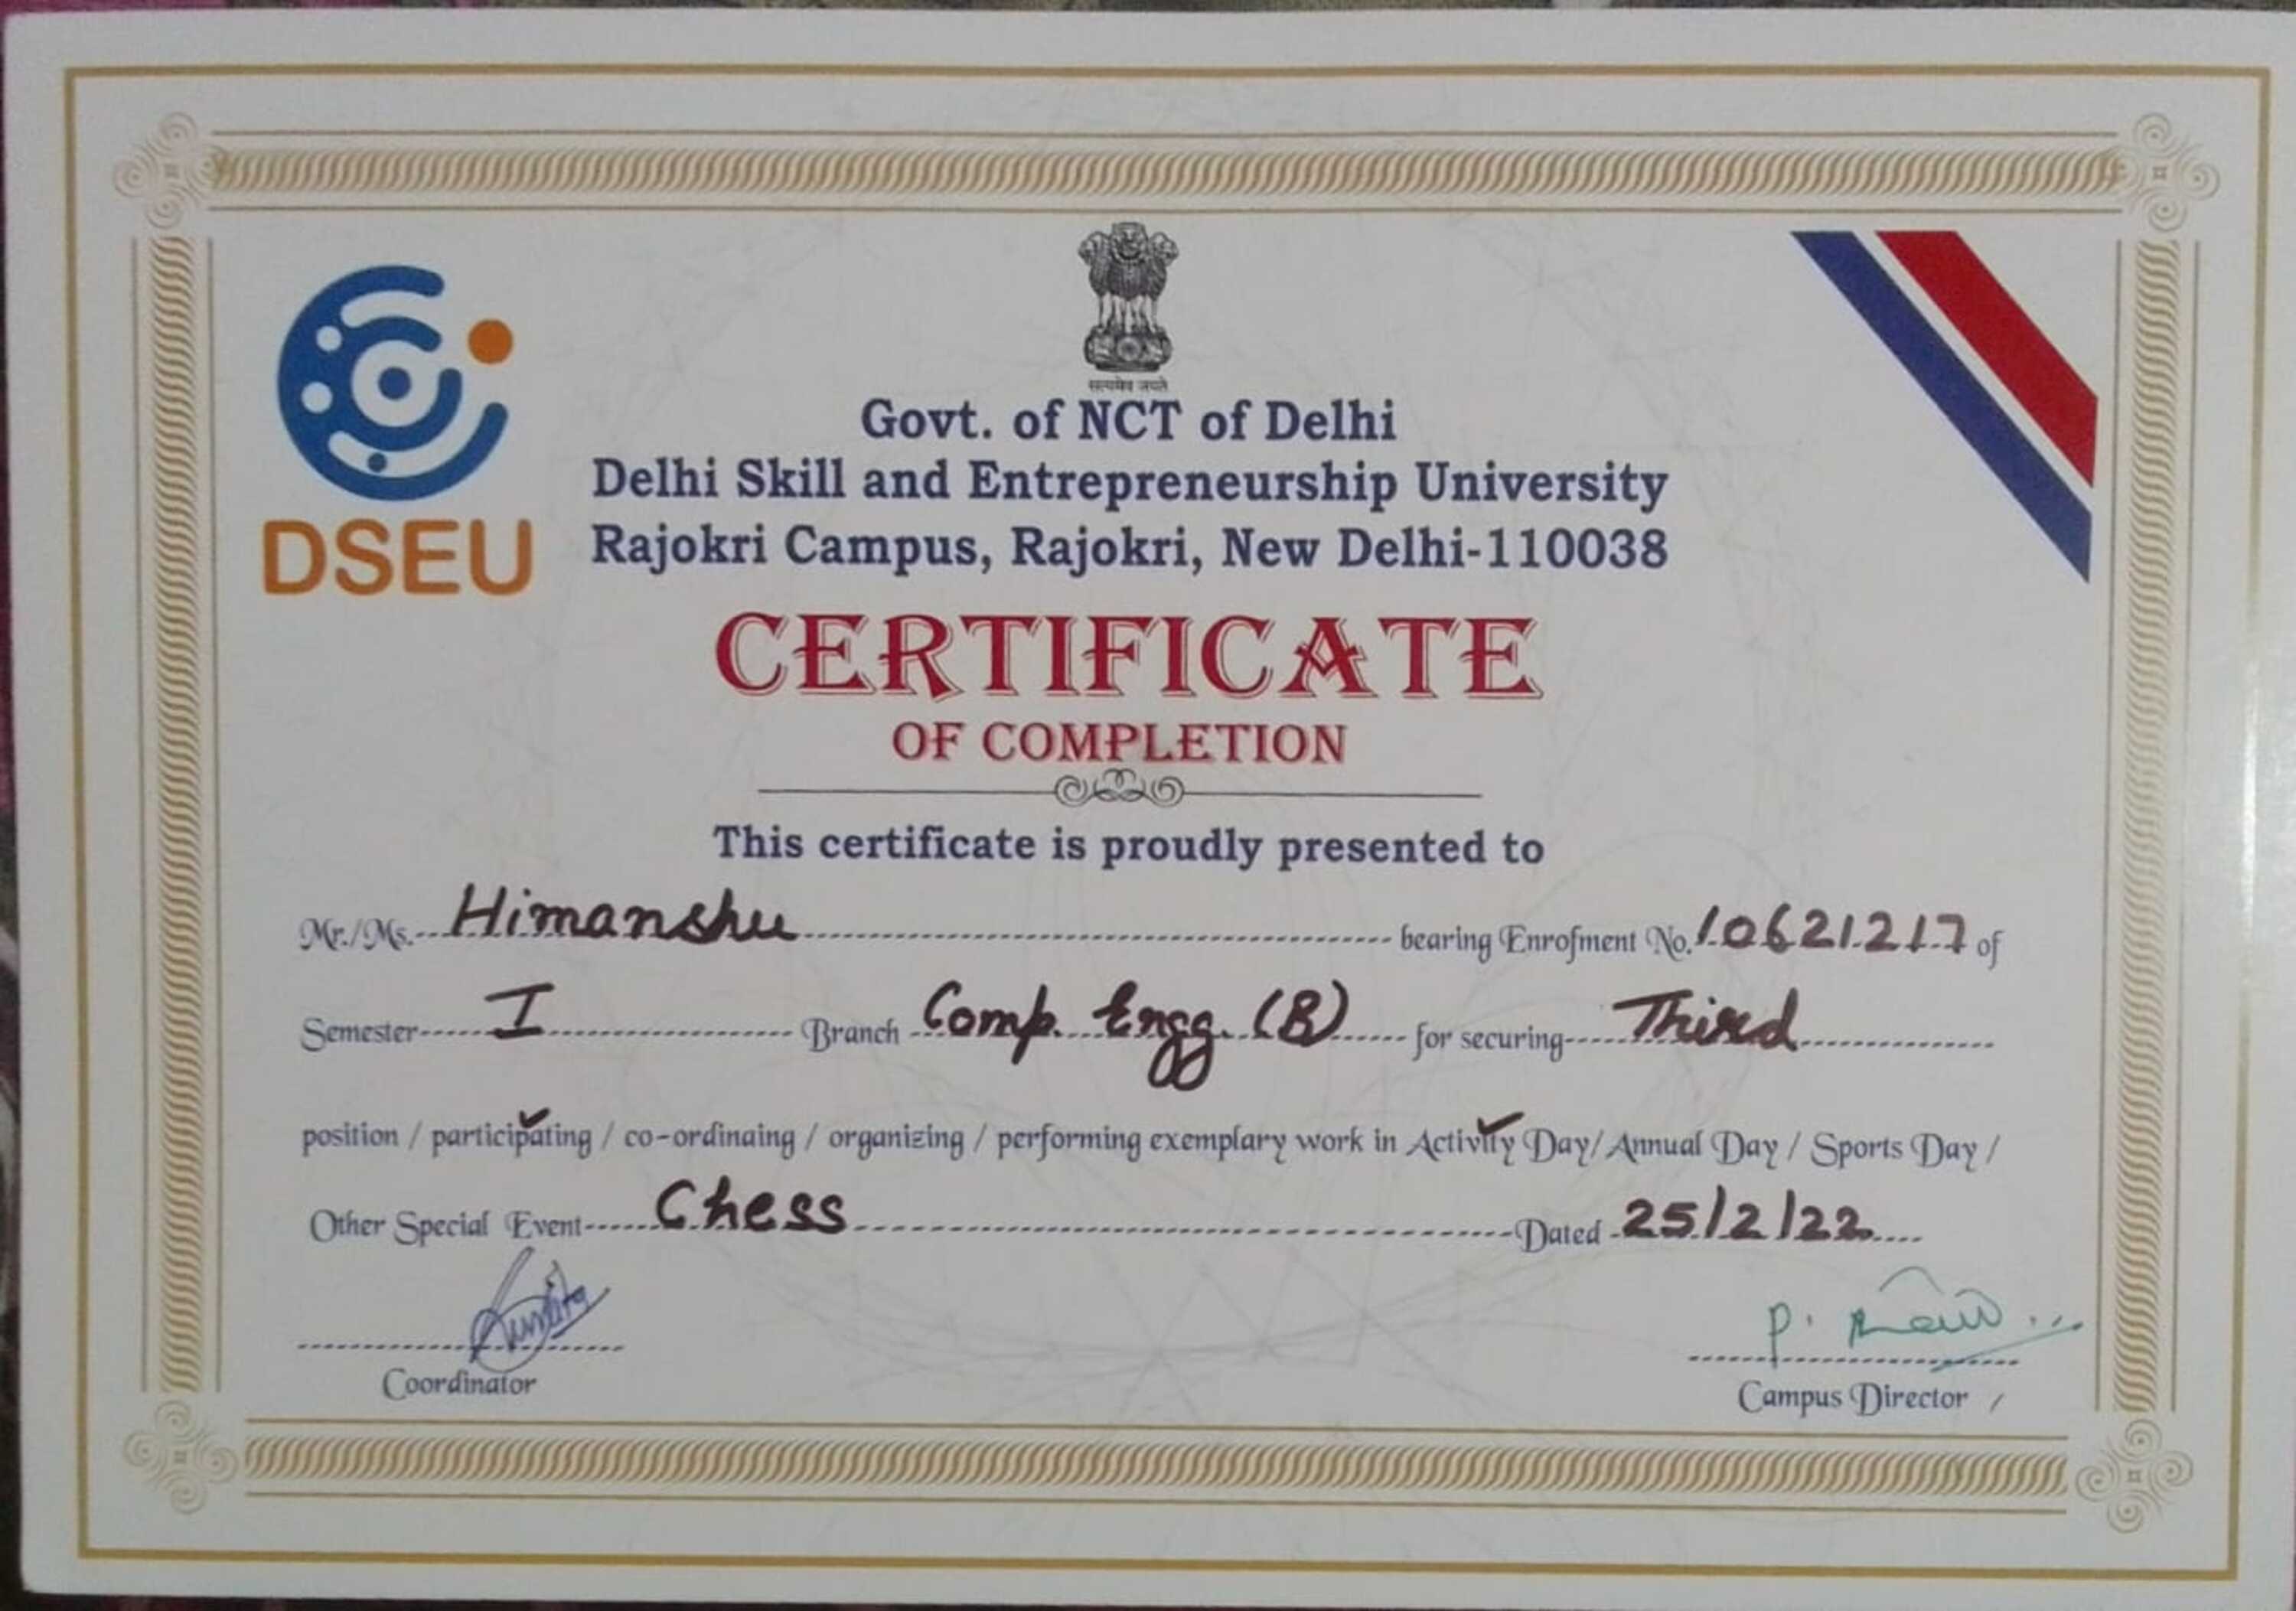 सत्यमेव जयते
DSEU
Govt. of NCT of Delhi
Delhi Skill and Entrepreneurship University
Rajokri Campus, Rajokri, New Delhi-110038
CERTIFICATE
OF COMPLETION
This certificate is proudly presented to
Mr./Ms. Himanshu bearing Enrolment No. 10621217 of
Semester I Branch Comp. Engg. (B) for securing Third
position / participating / co-ordinaing / organizing / performing exemplary work in Activity Day/ Annual Day / Sports Day /
Other Special Event Chess Dated 25/2/22
Coordinator
Campus Director